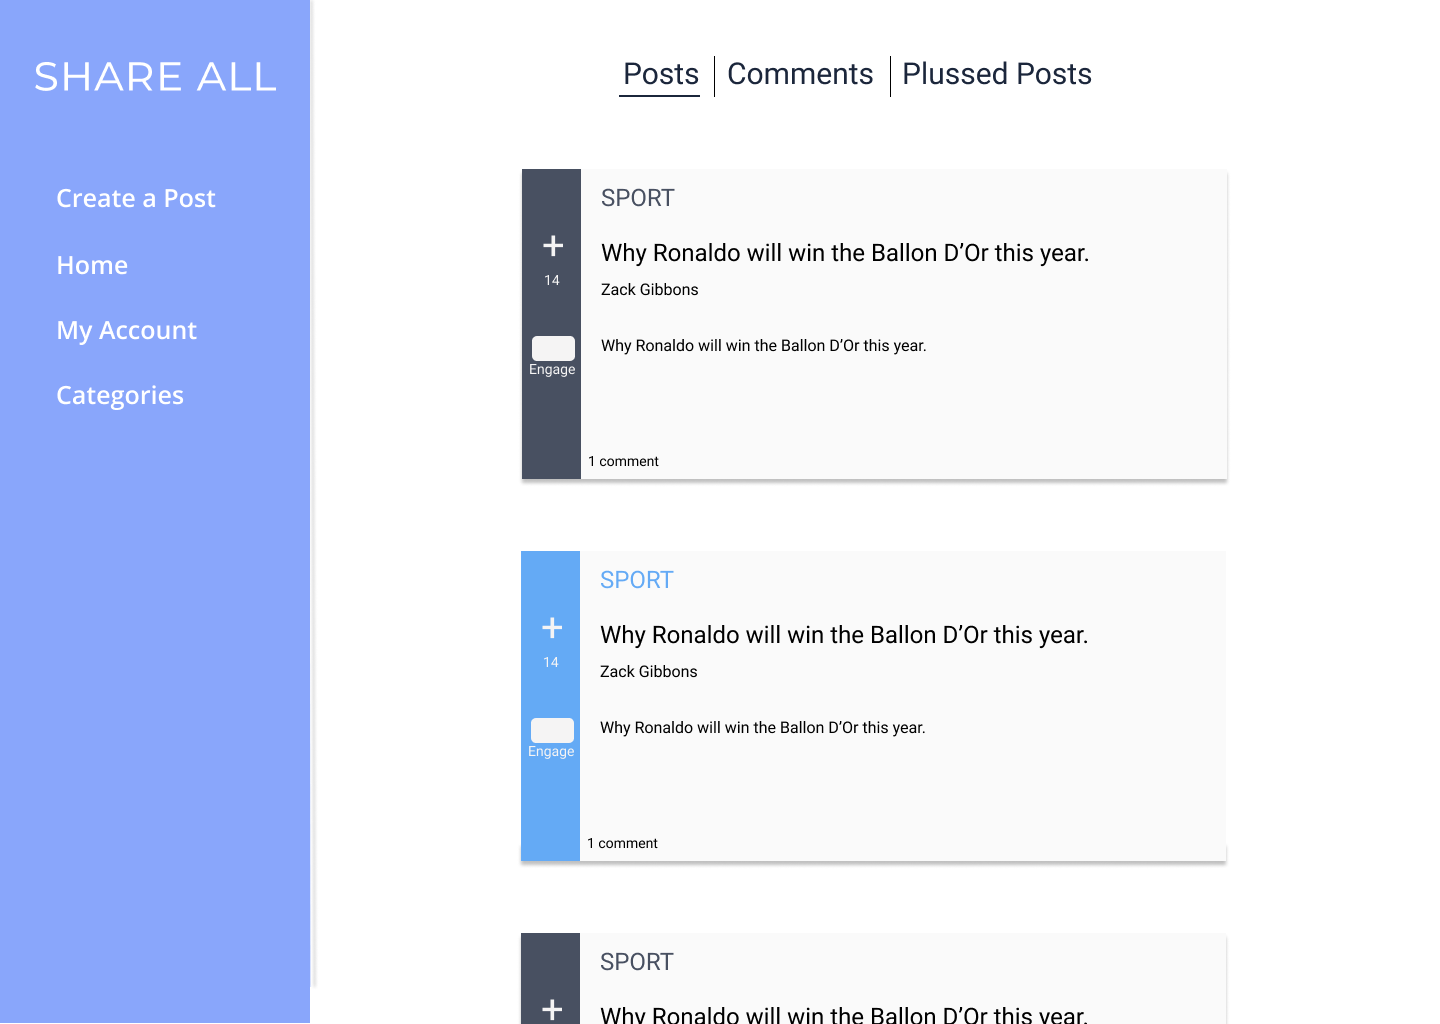 SHARE ALL
Create a Post
Home
My Account
Categories
Posts
Comments
Plussed Posts
SPORT
+
14
Engage
Why Ronaldo will win the Ballon D’Or this year.
Zack Gibbons
Why Ronaldo will win the Ballon D’Or this year.
1 comment
SPORT
+
14
Engage
Why Ronaldo will win the Ballon D’Or this year.
Zack Gibbons
Why Ronaldo will win the Ballon D’Or this year.
1 comment
SPORT
+
Why Ronaldo will win the Ballon D’Or this year.